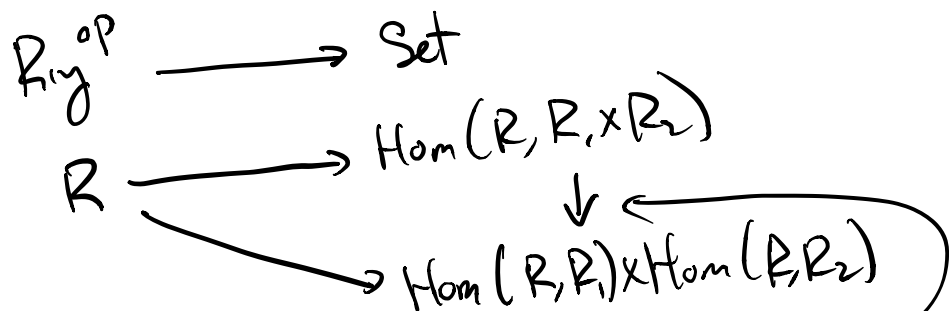 Ring^op → Set
R → Hom(R, R₁×R₂)
↓
Hom(R,R₁)×Hom(R,R₂)